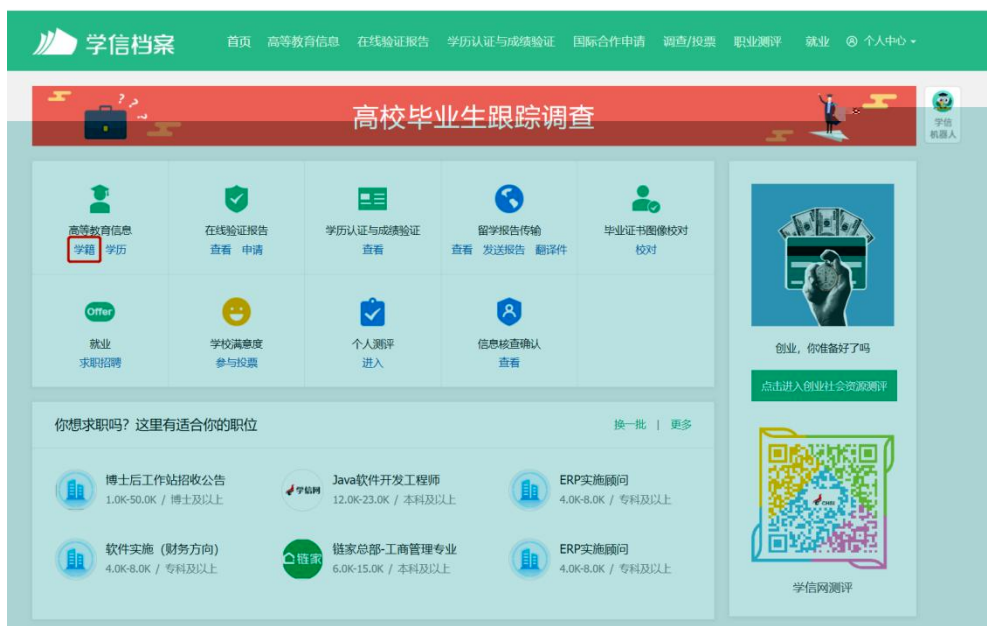 学信档案
首页 高等教育信息 在线验证报告 学历认证与成绩验证 国际合作申请 调查/投票 职业测评 就业 个人中心
高校毕业生跟踪调查
学信
机器人
高等教育信息 在线验证报告 学历认证与成绩验证 留学报告传输 毕业证书图像校对
学籍 学历 查看 申请 查看 查看 发送报告 翻译件 校对
Offer
就业 学校满意度 个人测评 信息核查确认
求职招聘 参与投票 进入 查看
创业，你准备好了吗
点击进入创业社会资源测评
你想求职吗？这里有适合你的职位 换一批 | 更多
博士后工作站招收公告 Java软件开发工程师 ERP实施顾问
1.0K-50.0K / 博士及以上 学信网 12.0K-23.0K / 本科及以上 4.0K-8.0K / 专科及以上
软件实施（财务方向） 链家总部-工商管理专业 ERP实施顾问
4.0K-8.0K / 专科及以上 链家 6.0K-15.0K / 本科及以上 4.0K-8.0K / 专科及以上
学信网测评